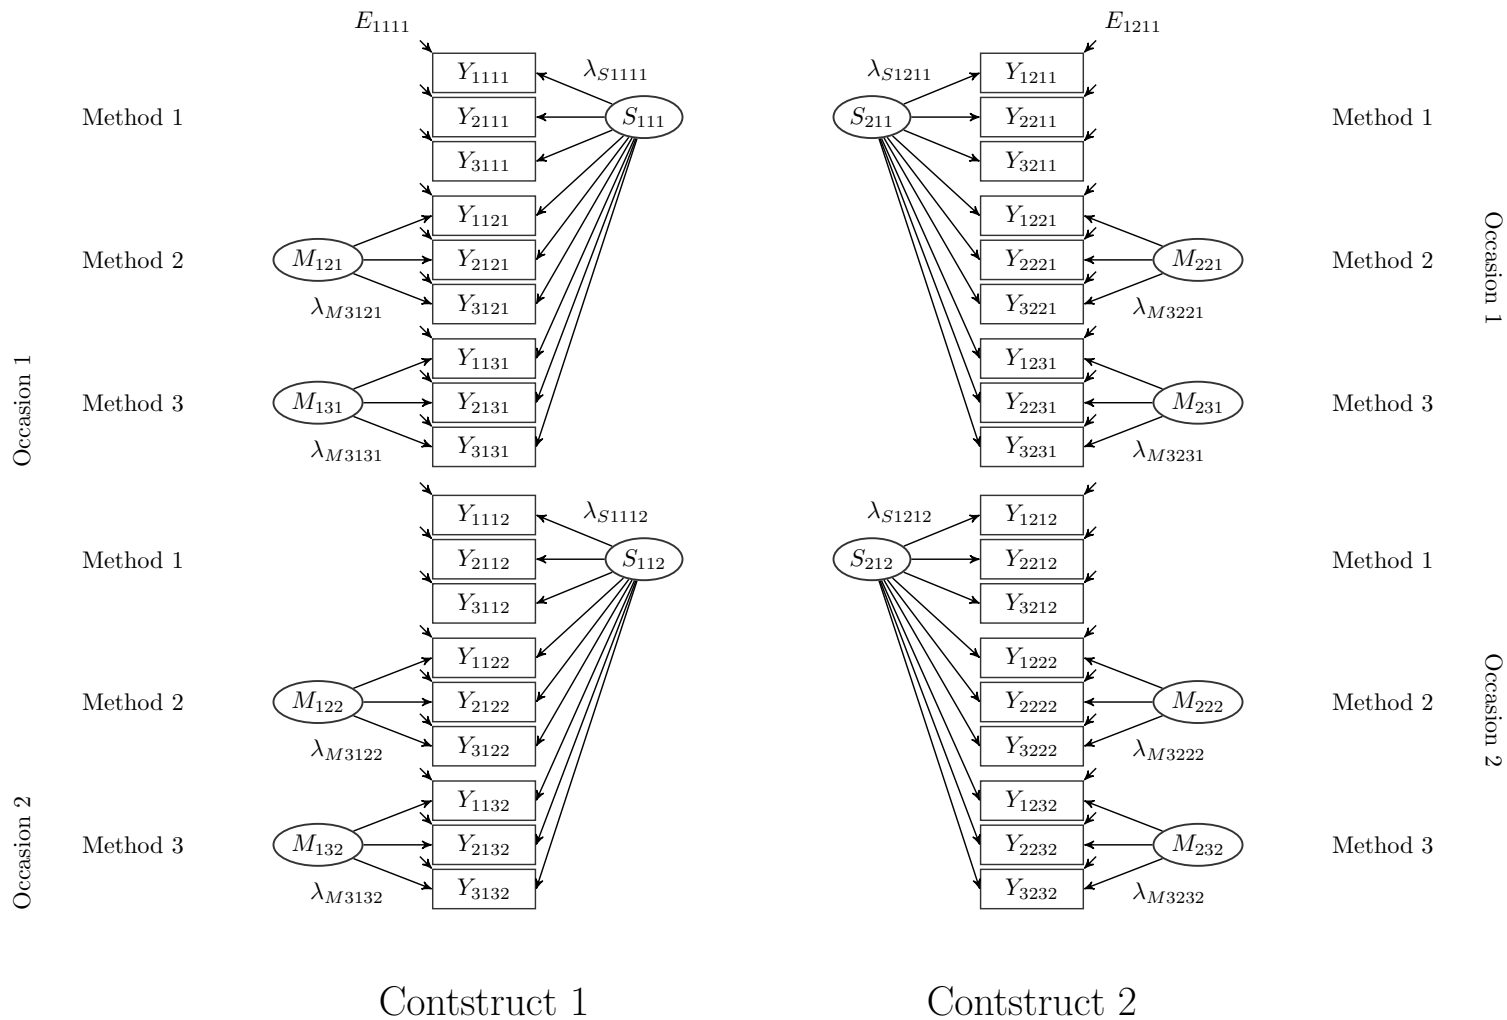 E1111 E1211
Y1111 λS1111 λS1211 Y1211
Method 1 Y2111 S111 S211 Y2211 Method 1
Y3111 Y3211
Y1121 Y1221
Method 2 M121 Y2121 Y2221 M221 Method 2
λM3121 Y3121 Y3221 λM3221
Occasion 1
Y1131 Y1231
Method 3 M131 Y2131 Y2231 M231 Method 3
λM3131 Y3131 Y3231 λM3231
Occasion 1
Y1112 λS1112 λS1212 Y1212
Method 1 Y2112 S112 S212 Y2212 Method 1
Y3112 Y3212
Y1122 Y1222
Method 2 M122 Y2122 Y2222 M222 Method 2
λM3122 Y3122 Y3222 λM3222
Occasion 2
Y1132 Y1232
Method 3 M132 Y2132 Y2232 M232 Method 3
λM3132 Y3132 Y3232 λM3232
Occasion 2
Contstruct 1 Contstruct 2